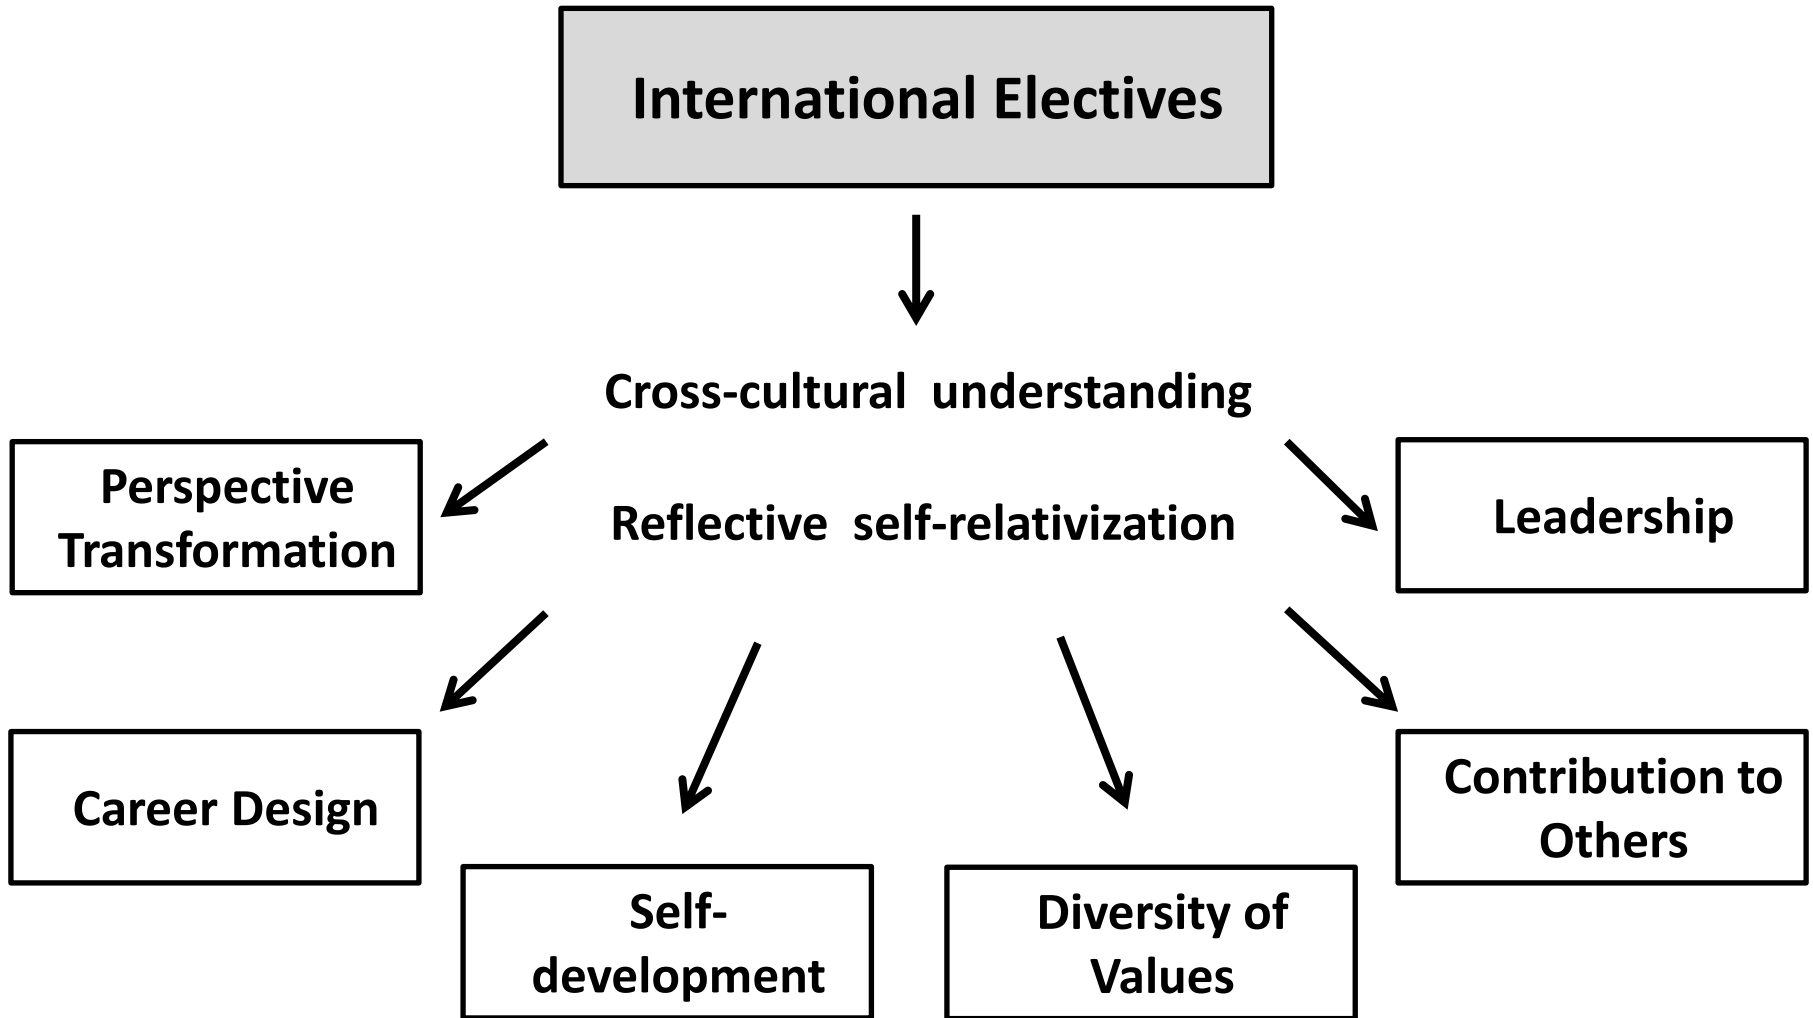 International Electives
Cross-cultural understanding
Perspective
Transformation
Reflective self-relativization
Leadership
Career Design
Contribution to
Others
Self-
development
Diversity of
Values